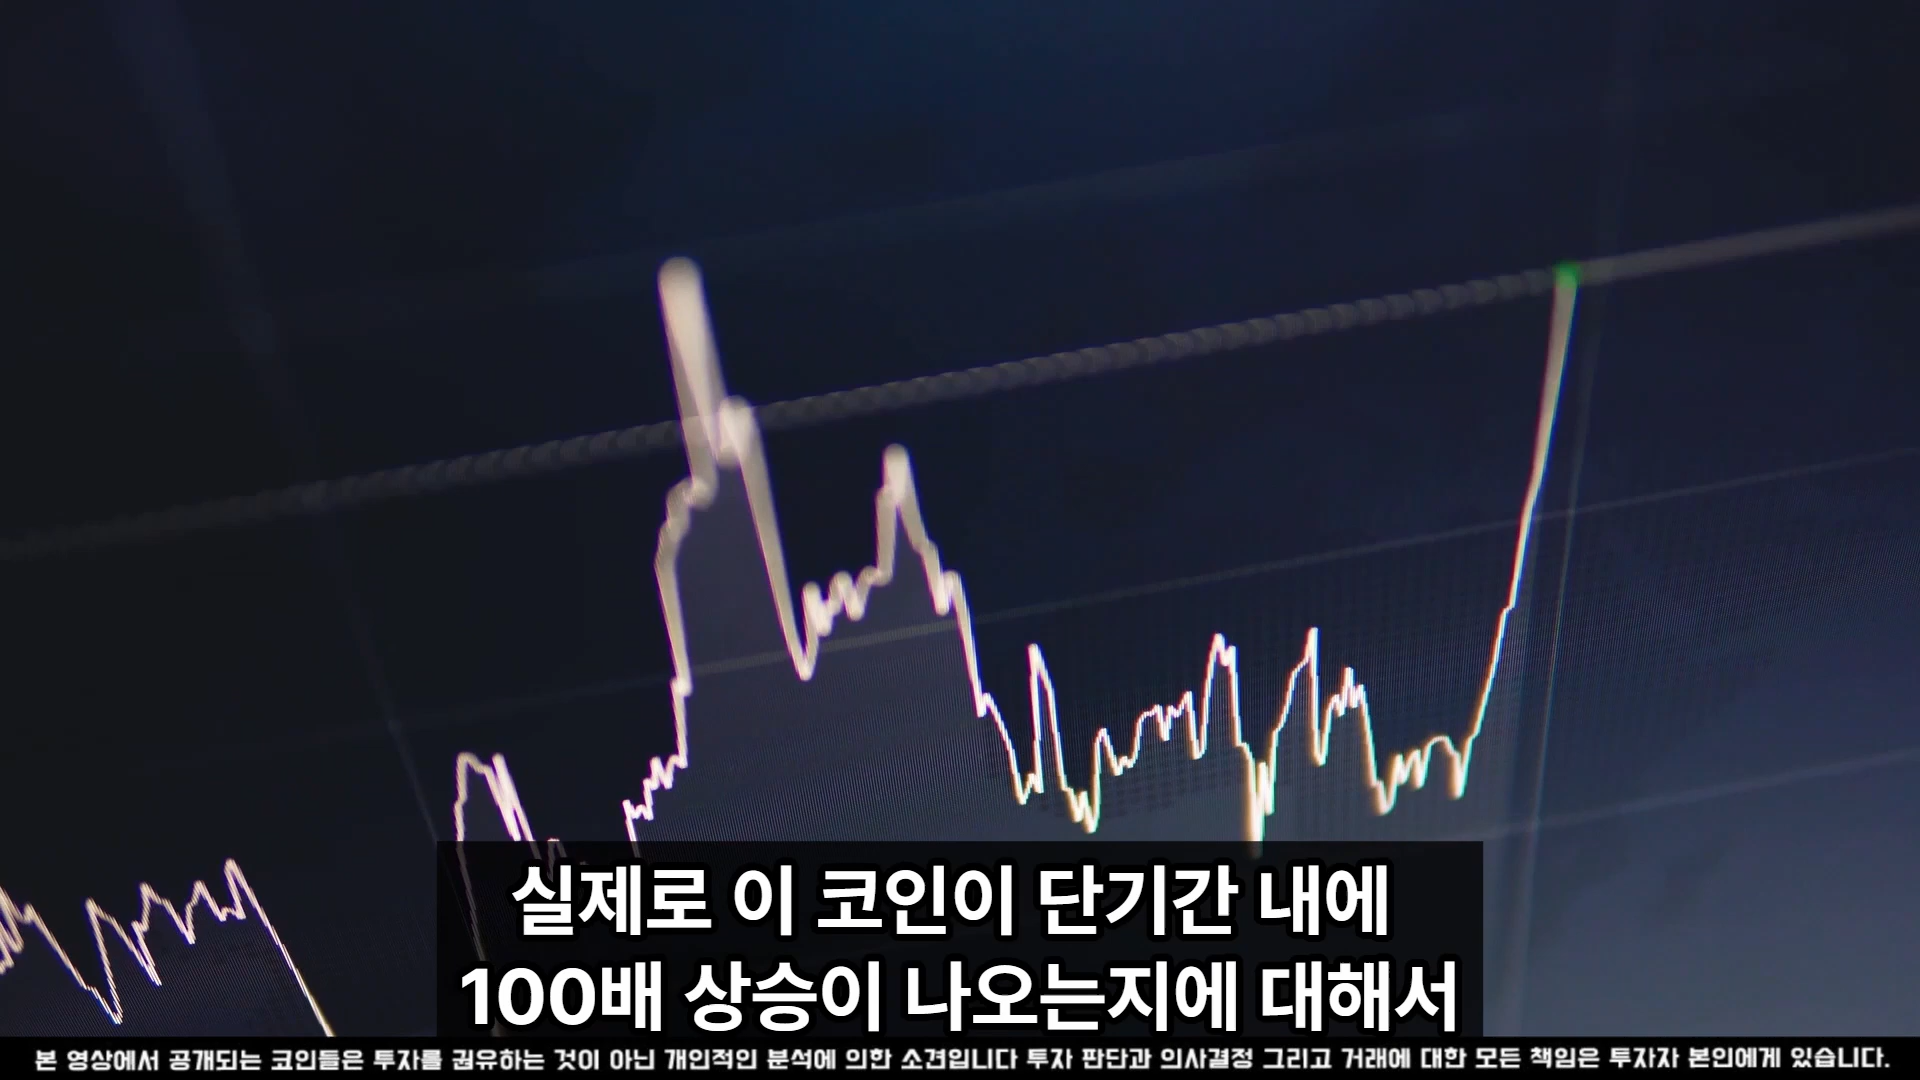 실제로 이 코인이 단기간 내에
100배 상승이 나오는지에 대해서
본 영상에서 공개되는 코인들은 투자를 권유하는 것이 아닌 개인적인 분석에 의한 소견입니다 투자 판단과 의사결정 그리고 거래에 대한 모든 책임은 투자자 본인에게 있습니다.